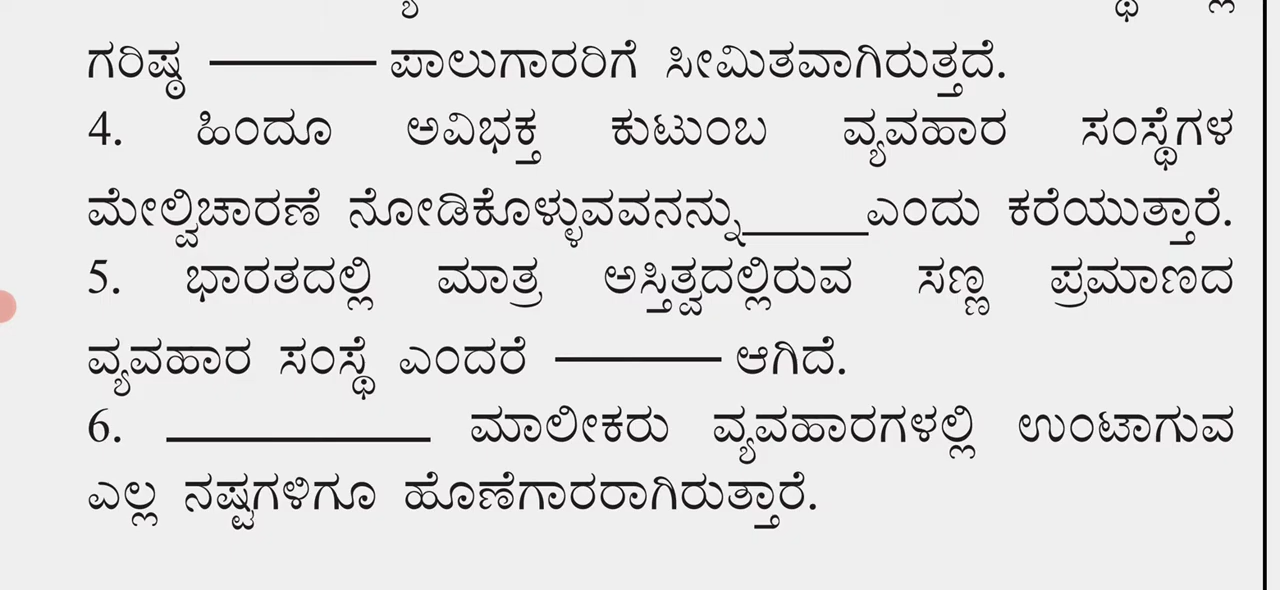 ಗರಿಷ್ಠ ———— ಪಾಲುಗಾರರಿಗೆ ಸೀಮಿತವಾಗಿರುತ್ತದೆ.
4. ಹಿಂದೂ ಅವಿಭಕ್ತ ಕುಟುಂಬ ವ್ಯವಹಾರ ಸಂಸ್ಥೆಗಳ
ಮೇಲ್ವಿಚಾರಣೆ ನೋಡಿಕೊಳ್ಳುವವನನ್ನು_____ಎಂದು ಕರೆಯುತ್ತಾರೆ.
5. ಭಾರತದಲ್ಲಿ ಮಾತ್ರ ಅಸ್ತಿತ್ವದಲ್ಲಿರುವ ಸಣ್ಣ ಪ್ರಮಾಣದ
ವ್ಯವಹಾರ ಸಂಸ್ಥೆ ಎಂದರೆ ———— ಆಗಿದೆ.
6. __________ ಮಾಲೀಕರು ವ್ಯವಹಾರಗಳಲ್ಲಿ ಉಂಟಾಗುವ
ಎಲ್ಲ ನಷ್ಟಗಳಿಗೂ ಹೊಣೆಗಾರರಾಗಿರುತ್ತಾರೆ.